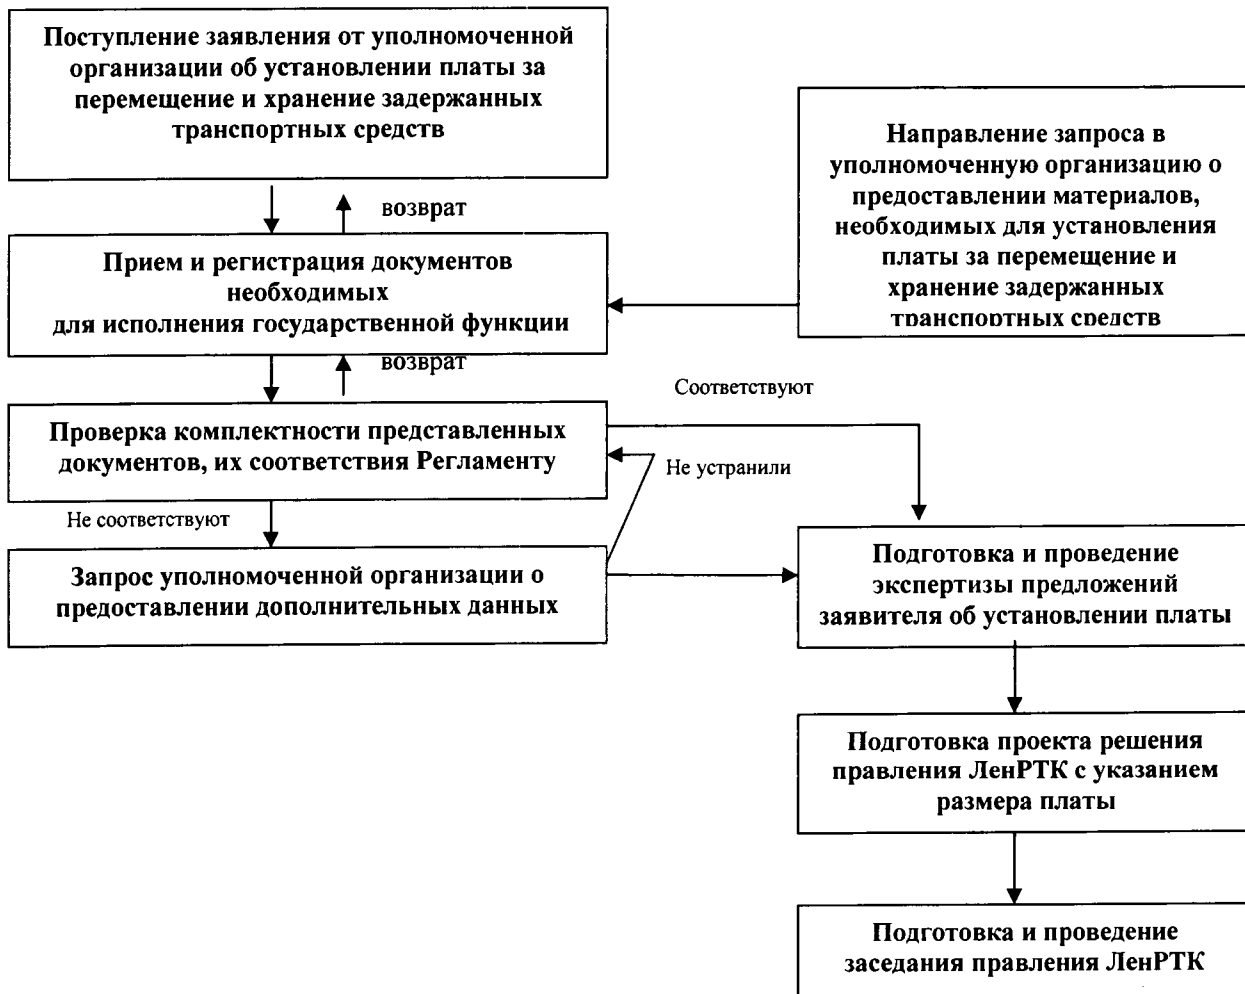 Поступление заявления от уполномоченной
организации об установлении платы за
перемещение и хранение задержанных
транспортных средств
возврат
Направление запроса в
уполномоченную организацию о
предоставлении материалов,
необходимых для установления
платы за перемещение и
хранение задержанных
транспортных средств
Прием и регистрация документов
необходимых
для исполнения государственной функции
возврат
Соответствуют
Проверка комплектности представленных
документов, их соответствия Регламенту
Не устранили
Не соответствуют
Запрос уполномоченной организации о
предоставлении дополнительных данных
Подготовка и проведение
экспертизы предложений
заявителя об установлении платы
Подготовка проекта решения
правления ЛенРТК с указанием
размера платы
Подготовка и проведение
заседания правления ЛенРТК